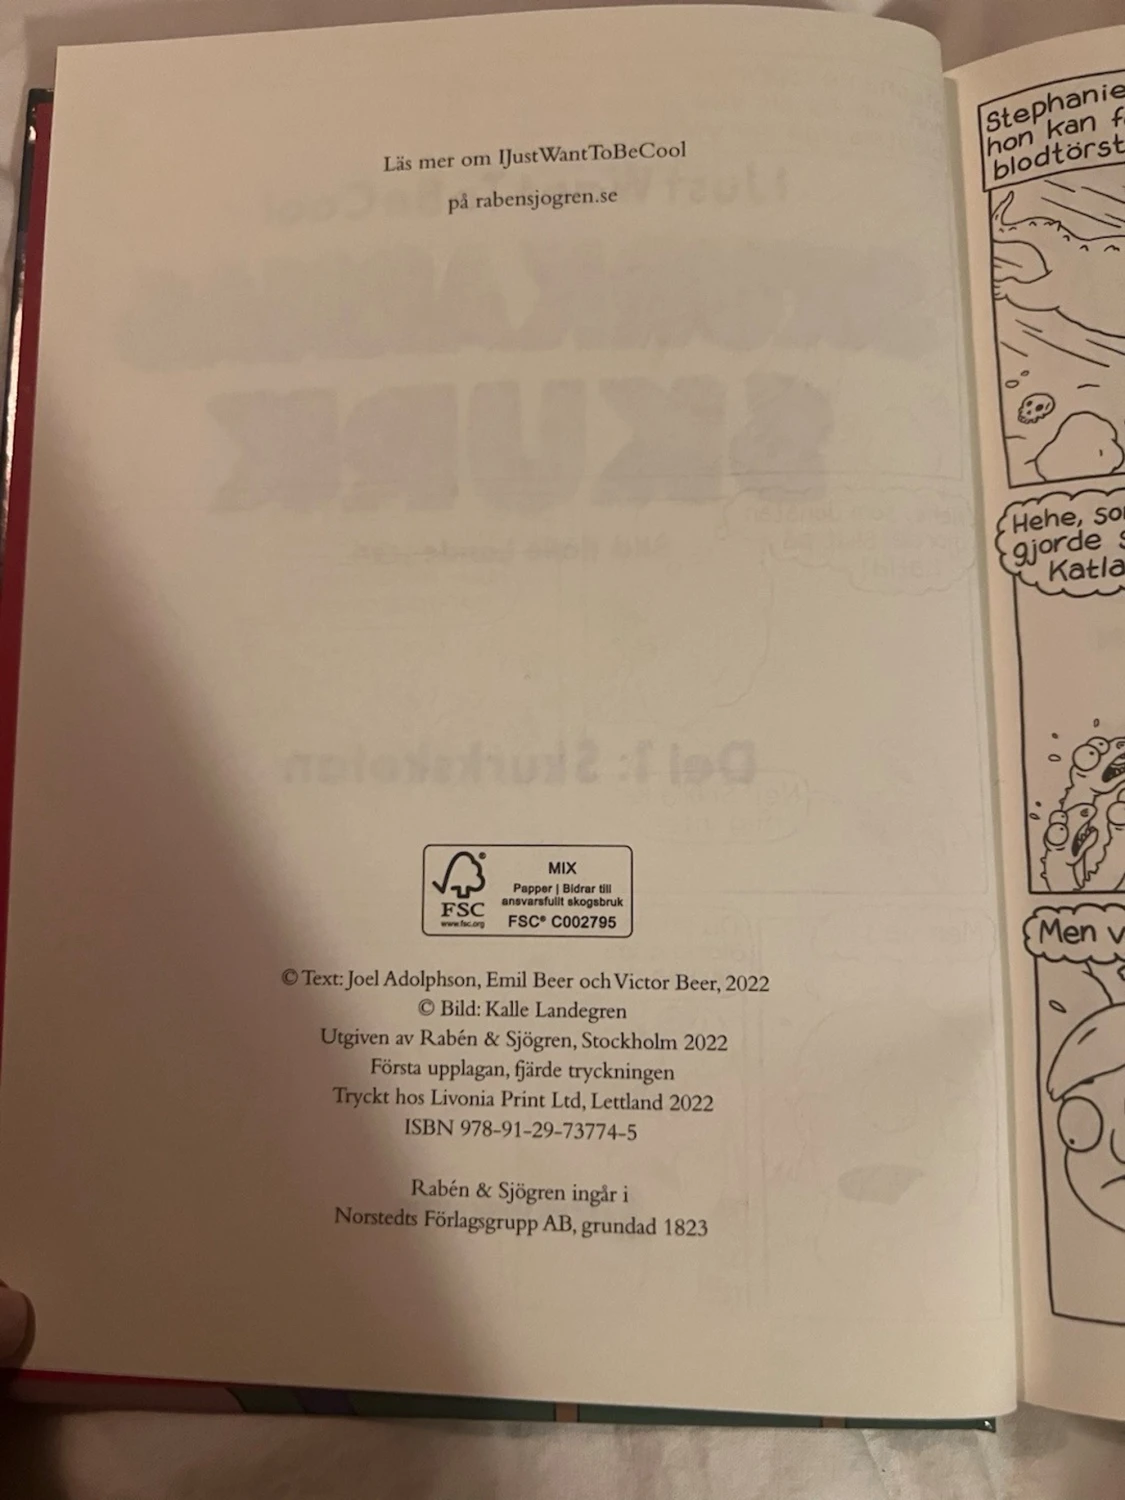 Läs mer om IJustWantToBeCool
på rabensjogren.se
FSC®
www.fsc.org
MIX
Papper | Bidrar till
ansvarsfullt skogsbruk
FSC® C002795
© Text: Joel Adolphson, Emil Beer och Victor Beer, 2022
© Bild: Kalle Landegren
Utgiven av Rabén & Sjögren, Stockholm 2022
Första upplagan, fjärde tryckningen
Tryckt hos Livonia Print Ltd, Lettland 2022
ISBN 978-91-29-73774-5
Rabén & Sjögren ingår i
Norstedts Förlagsgrupp AB, grundad 1823
Stephanie
hon kan
blodtörst
Hehe,
gjorde
Katla
Men